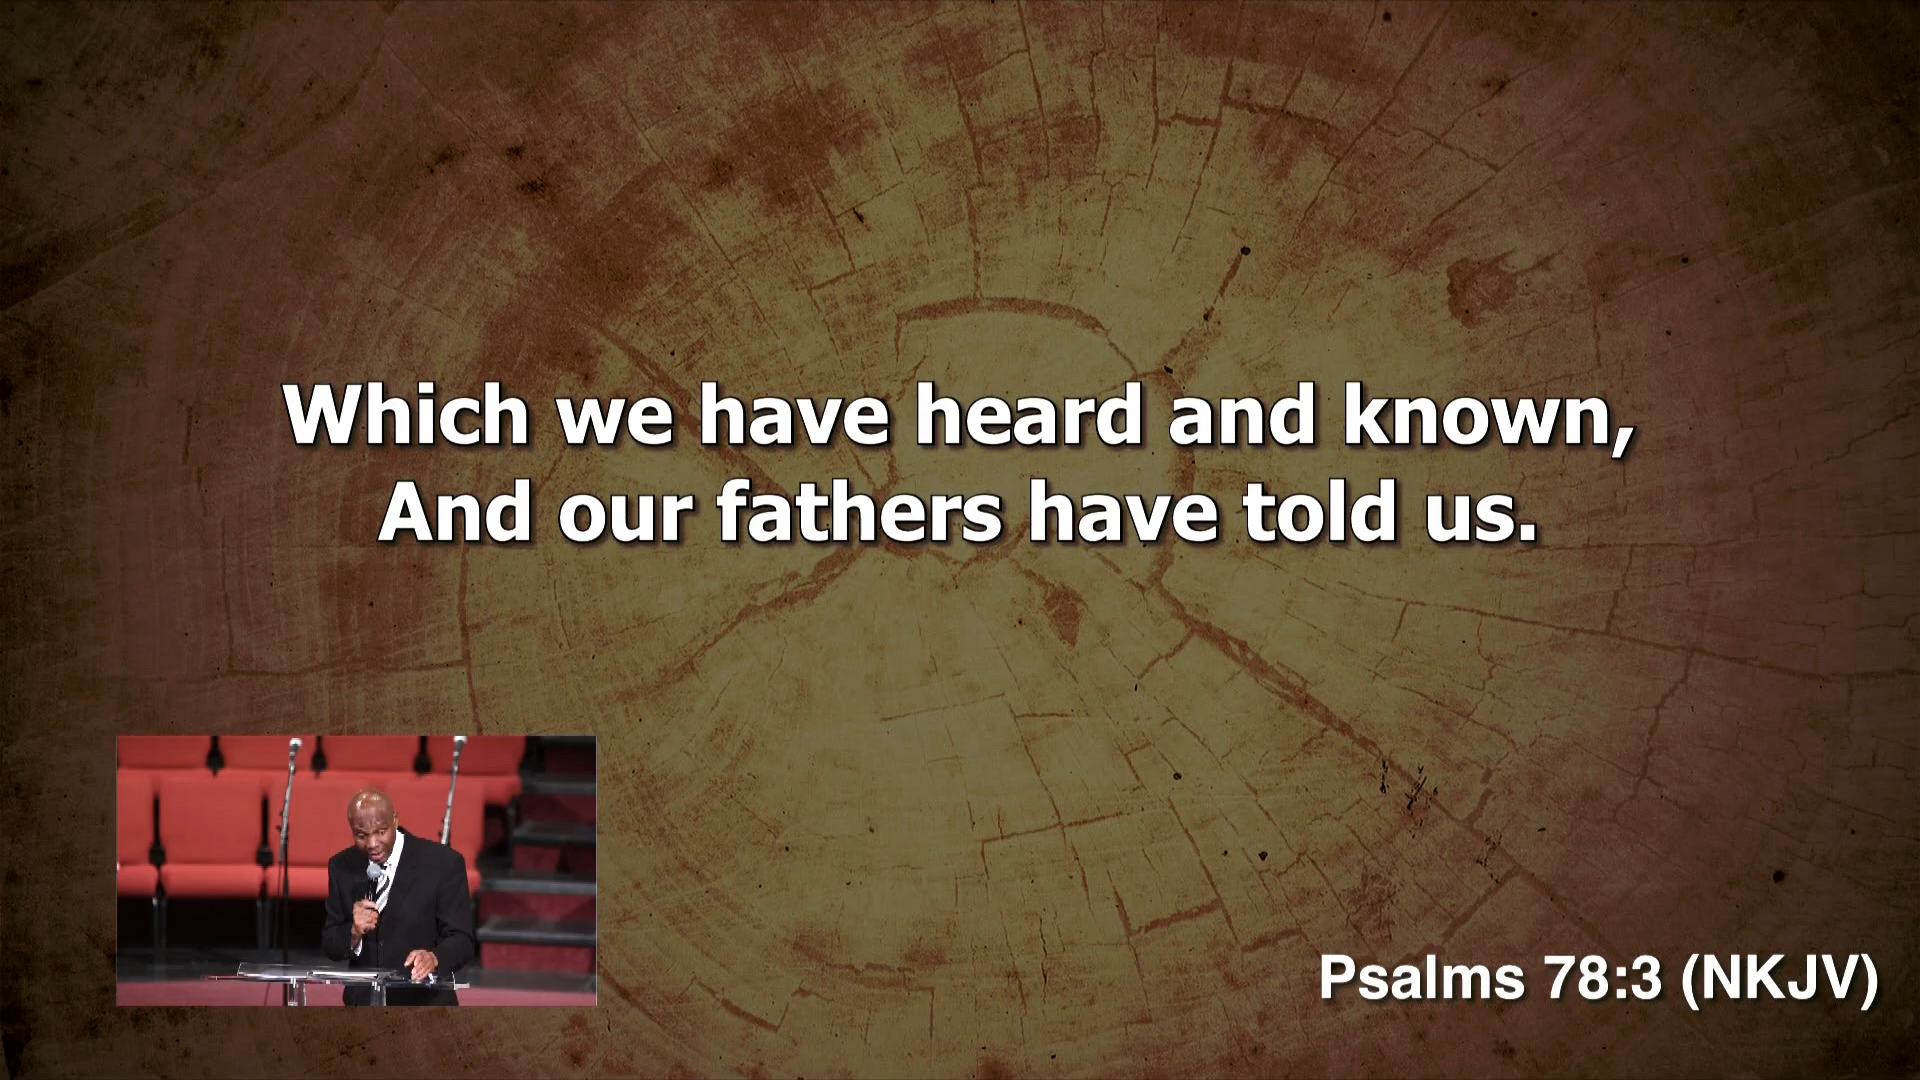 Which we have heard and known,
And our fathers have told us.
Psalms 78:3 (NKJV)